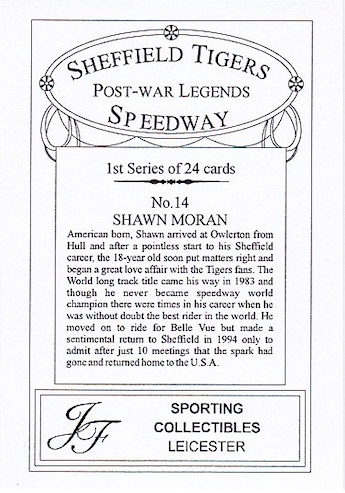 SHEFFIELD TIGERS
POST-WAR LEGENDS
SPEEDWAY
1st Series of 24 cards
No.14
SHAWN MORAN
American born, Shawn arrived at Owlerton from
Hull and after a pointless start to his Sheffield
career, the 18-year old soon put matters right and
began a great love affair with the Tigers fans. The
World long track title came his way in 1983 and
though he never became speedway world
champion there were times in his career when he
was without doubt the best rider in the world. He
moved on to ride for Belle Vue but made a
sentimental return to Sheffield in 1994 only to
admit after just 10 meetings that the spark had
gone and returned home to the U.S.A.
JF
SPORTING
COLLECTIBLES
LEICESTER